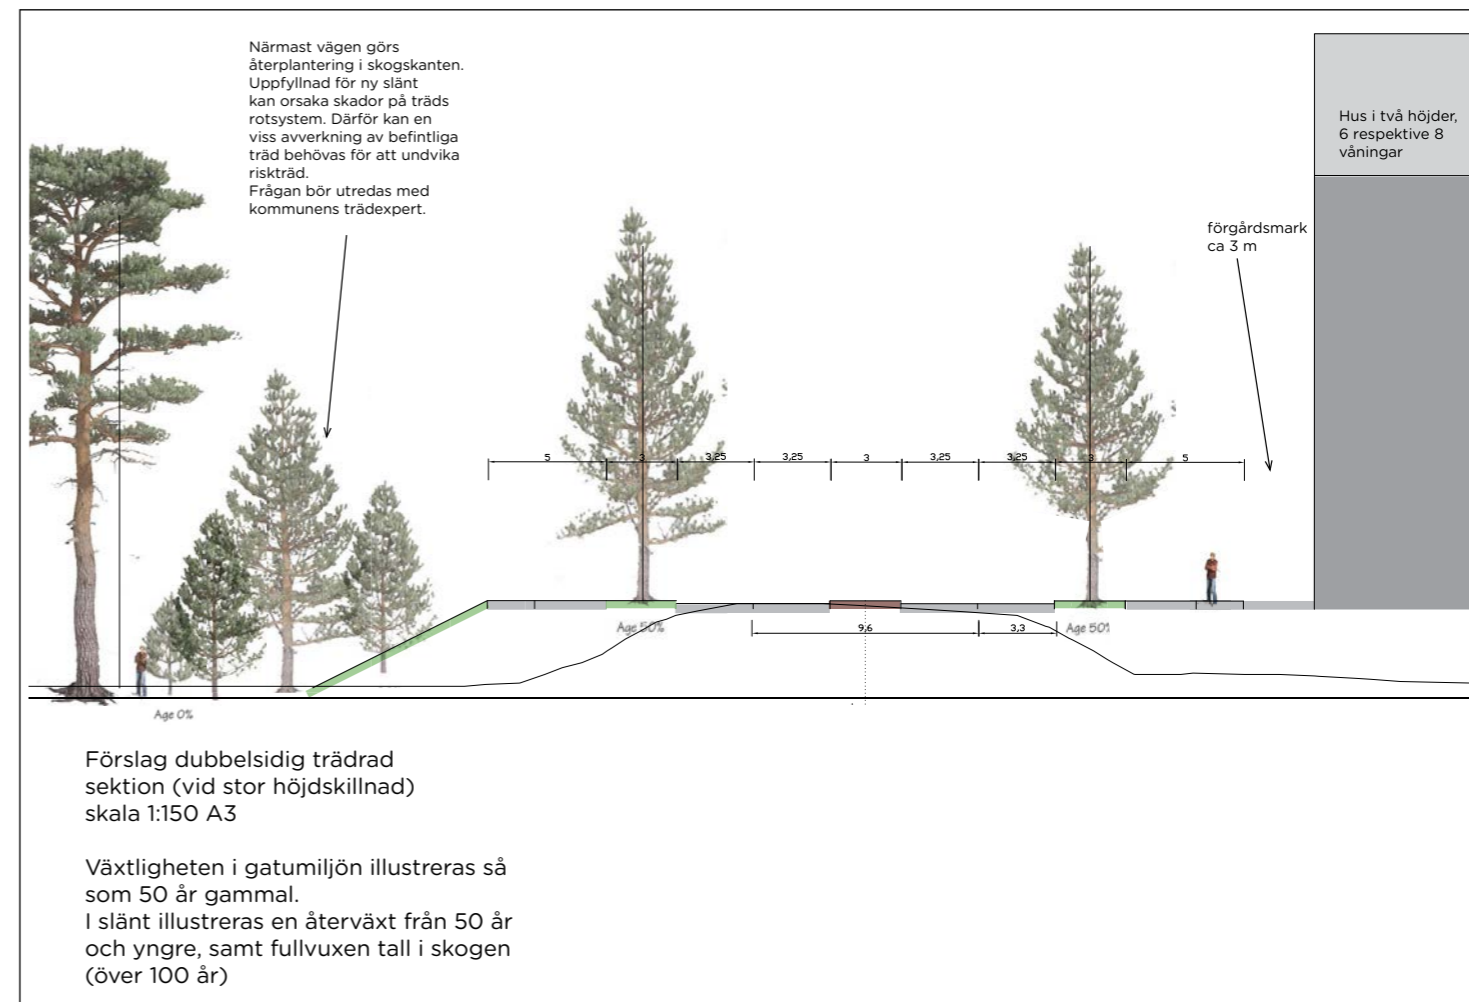 Närmast vägen görs
återplantering i skogskanten.
Uppfyllnad för ny slänt
kan orsaka skador på träds
rotsystem. Därför kan en
viss avverkning av befintliga
träd behövas för att undvika
riskträd.
Frågan bör utredas med
kommunens trädexpert.
Hus i två höjder,
6 respektive 8
våningar
förgårdsmark
ca 3 m
5 3 3,25 3,25 3 3,25 3,25 3 5
Age 50%
9,6 3,3
Age 501
Age 0%
Förslag dubbelsidig trädrad
sektion (vid stor höjdskillnad)
skala 1:150 A3
Växtligheten i gatumiljön illustreras så
som 50 år gammal.
I slänt illustreras en återväxt från 50 år
och yngre, samt fullvuxen tall i skogen
(över 100 år)